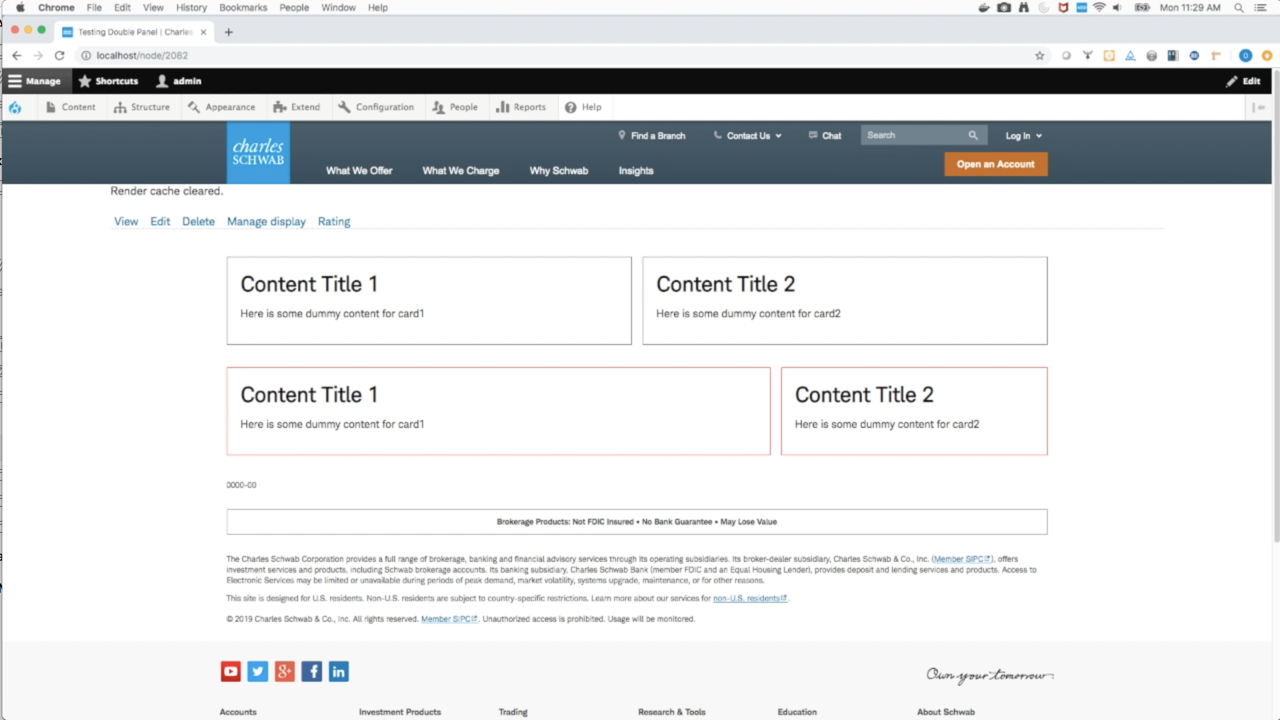 Chrome File Edit View History Bookmarks People Window Help Mon 11:29 AM
Testing Double Panel | Charles
localhost/node/2082
Manage Shortcuts admin Edit
Content Structure Appearance Extend Configuration People Reports Help
charles SCHWAB
Find a Branch Contact Us Chat Search Log In
What We Offer What We Charge Why Schwab Insights Open an Account
Render cache cleared.
View Edit Delete Manage display Rating
Content Title 1 Content Title 2
Here is some dummy content for card1 Here is some dummy content for card2
Content Title 1 Content Title 2
Here is some dummy content for card1 Here is some dummy content for card2
0000-00
Brokerage Products: Not FDIC Insured • No Bank Guarantee • May Lose Value
The Charles Schwab Corporation provides a full range of brokerage, banking and financial advisory services through its operating subsidiaries. Its broker-dealer subsidiary, Charles Schwab & Co., Inc. (Member SIPC), offers
investment services and products, including Schwab brokerage accounts. Its banking subsidiary, Charles Schwab Bank (member FDIC and an Equal Housing Lender), provides deposit and lending services and products. Access to
Electronic Services may be limited or unavailable during periods of peak demand, market volatility, systems upgrade, maintenance, or for other reasons.
This site is designed for U.S. residents. Non-U.S. residents are subject to country-specific restrictions. Learn more about our services for non-U.S. residents.
© 2019 Charles Schwab & Co., Inc. All rights reserved. Member SIPC. Unauthorized access is prohibited. Usage will be monitored.
Own your tomorrow.
Accounts Investment Products Trading Research & Tools Education About Schwab